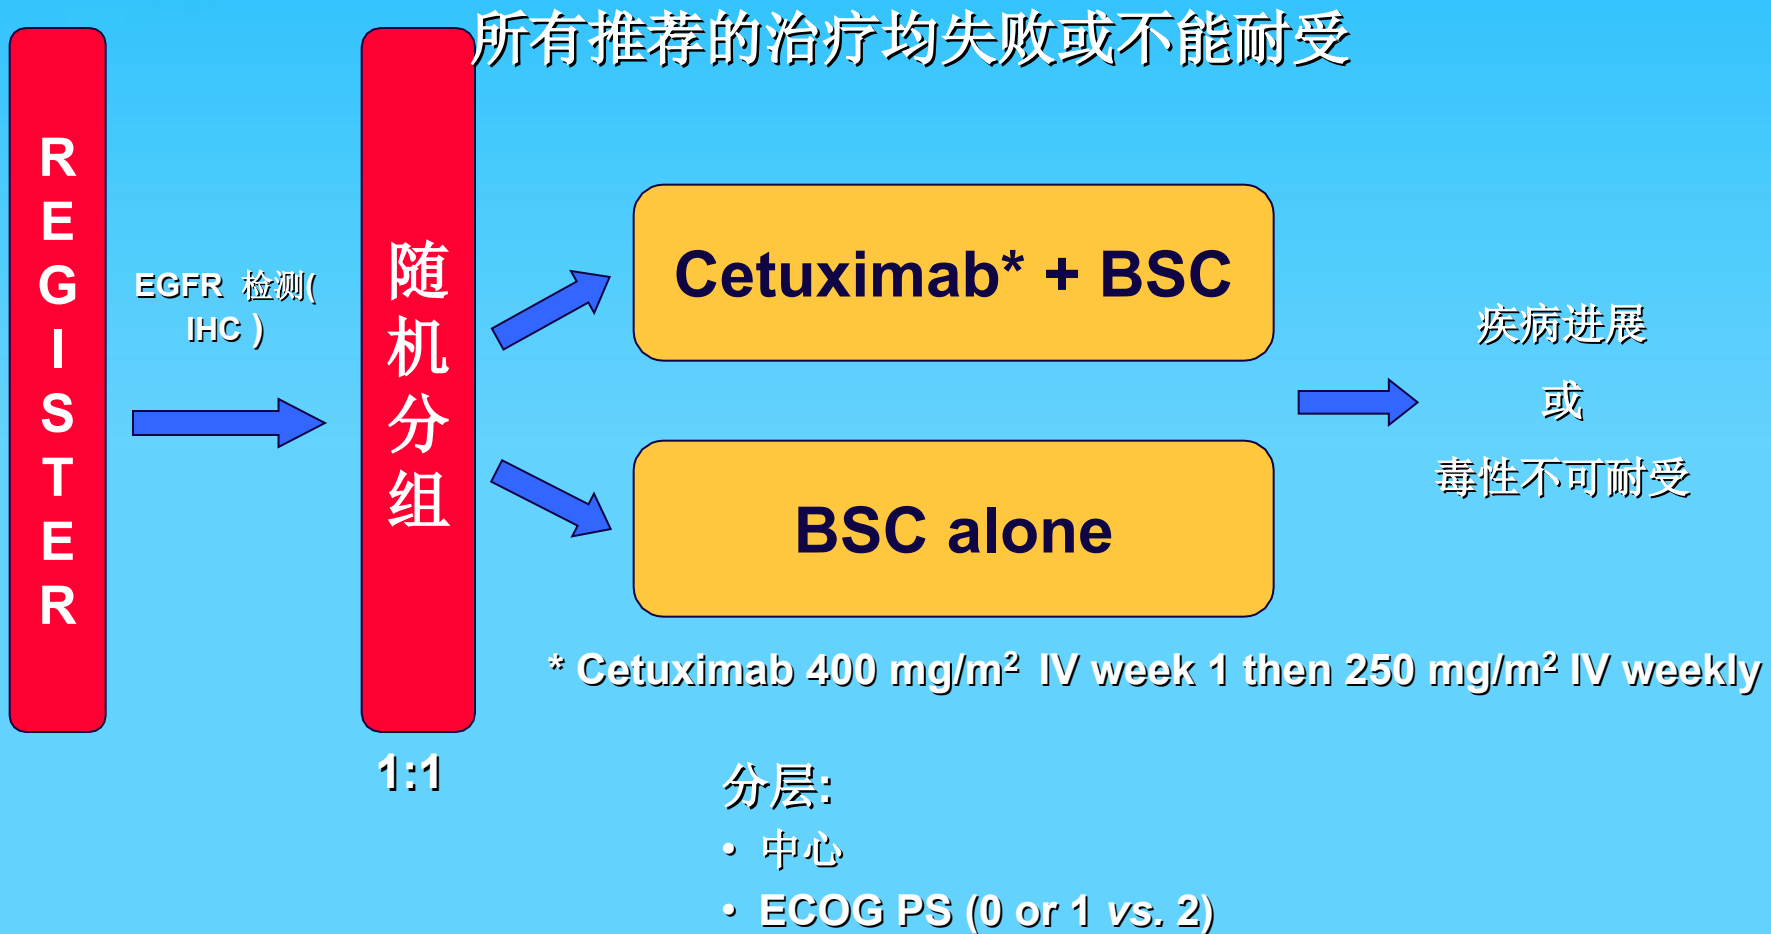 所有推荐的治疗均失败或不能耐受
REGISTER
EGFR 检测(
IHC )
随机分组
1:1
Cetuximab* + BSC
BSC alone
疾病进展
或
毒性不可耐受
* Cetuximab 400 mg/m² IV week 1 then 250 mg/m² IV weekly
分层:
• 中心
• ECOG PS (0 or 1 vs. 2)